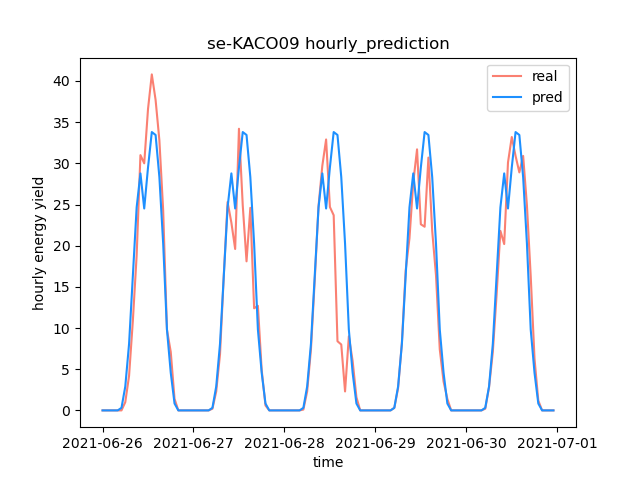 se-KACO09 hourly_prediction
real
pred
hourly energy yield
40
35
30
25
20
15
10
5
0
2021-06-26 2021-06-27 2021-06-28 2021-06-29 2021-06-30 2021-07-01
time